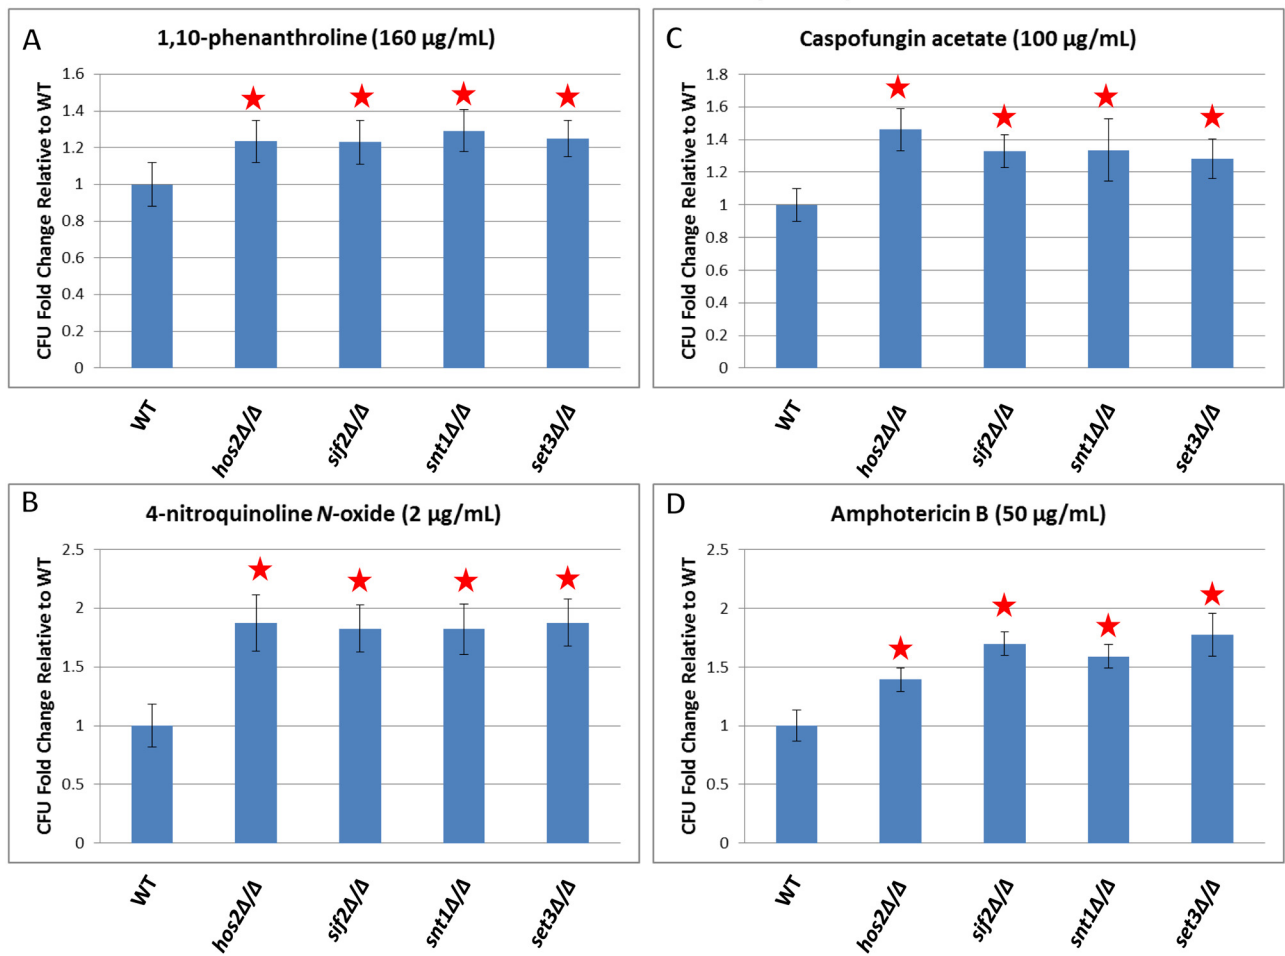 A
1,10-phenanthroline (160 µg/mL)
CFU Fold Change Relative to WT
1.6
1.4
1.2
1
0.8
0.6
0.4
0.2
0
WT
hos2Δ/Δ
sif2Δ/Δ
snt1Δ/Δ
set3Δ/Δ
C
Caspofungin acetate (100 µg/mL)
CFU Fold Change Relative to WT
1.8
1.6
1.4
1.2
1
0.8
0.6
0.4
0.2
0
WT
hos2Δ/Δ
sif2Δ/Δ
snt1Δ/Δ
set3Δ/Δ
B
4-nitroquinoline N-oxide (2 µg/mL)
CFU Fold Change Relative to WT
2.5
2
1.5
1
0.5
0
WT
hos2Δ/Δ
sif2Δ/Δ
snt1Δ/Δ
set3Δ/Δ
D
Amphotericin B (50 µg/mL)
CFU Fold Change Relative to WT
2.5
2
1.5
1
0.5
0
WT
hos2Δ/Δ
sif2Δ/Δ
snt1Δ/Δ
set3Δ/Δ